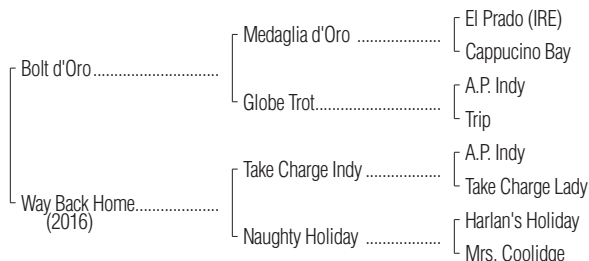 El Prado (IRE)
Medaglia d'Oro ....................
Cappucino Bay
Bolt d'Oro..............................
A.P. Indy
Globe Trot..............................
Trip
A.P. Indy
Take Charge Indy ..................
Take Charge Lady
Way Back Home....................
(2016)
Harlan's Holiday
Naughty Holiday ..................
Mrs. Coolidge